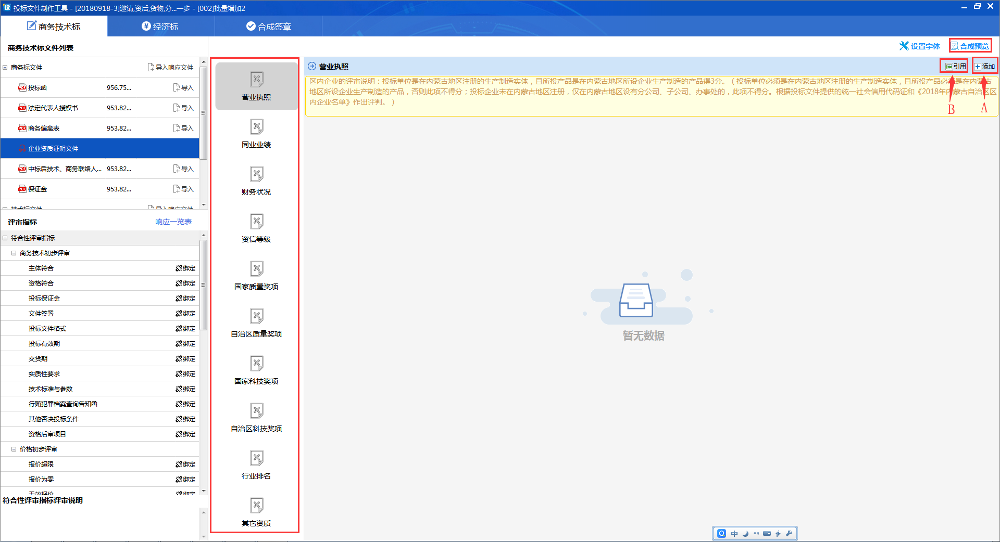 投标文件制作工具 - [20180918-3]邀请,资后,货物,分...一步 - [002]批量增加2
商务技术标
经济标
合成签章
商务技术标文件列表
设置字体
合成预览
商务标文件
导入响应文件
投标函 956.75... 导入
法定代表人授权书 953.82... 导入
商务偏离表 953.82... 导入
企业资质证明文件
中标后技术、商务联络人... 953.82... 导入
保证金 953.82... 导入
技术标文件 导入响应文件
评审指标 响应一览表
符合性评审指标
商务技术初步评审
主体符合 绑定
资格符合 绑定
投标保证金 绑定
文件签署 绑定
投标文件格式 绑定
投标有效期 绑定
交货期 绑定
实质性要求 绑定
技术标准与参数 绑定
行贿犯罪档案查询告知函 绑定
其他否决投标条件 绑定
资格后审项目 绑定
价格初步评审
报价超限 绑定
报价为零 绑定
无效报价 绑定
符合性评审指标评审说明
营业执照
同业业绩
财务状况
资信等级
国家质量奖项
自治区质量奖项
国家科技奖项
自治区科技奖项
行业排名
其它资质
营业执照
引用
添加
区内企业的评审说明：投标单位是在内蒙古地区注册的生产制造实体，且所投产品是在内蒙古地区所设企业生产制造的产品得3分。（投标单位必须是在内蒙古地区注册的生产制造实体，且所投产品必须是在内蒙古
地区所设企业生产制造的产品，否则此项不得分；投标企业未在内蒙古地区注册，仅在内蒙古地区设有分公司、子公司、办事处的，此项不得分。根据投标文件提供的统一社会信用代码证和《2018年内蒙古自治区区
内企业名单》作出评判。）
B
A
暂无数据
中